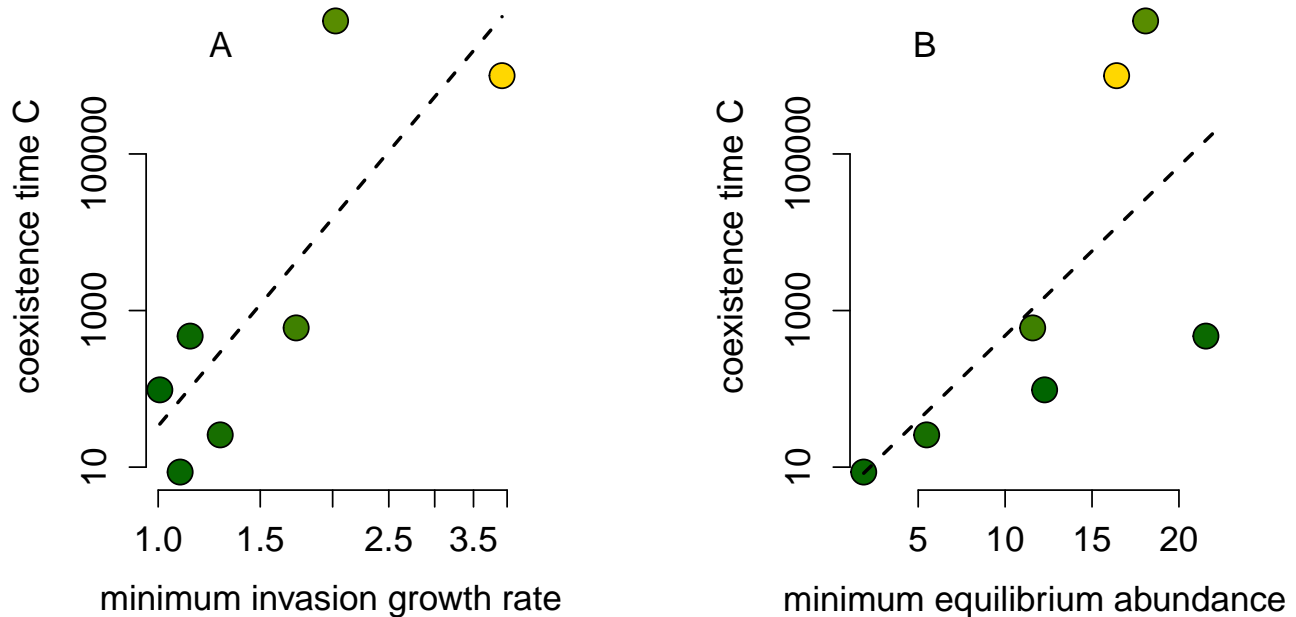 A
coexistence time C
100000
1000
10
1.0 1.5 2.5 3.5
minimum invasion growth rate
B
coexistence time C
100000
1000
10
5 10 15 20
minimum equilibrium abundance